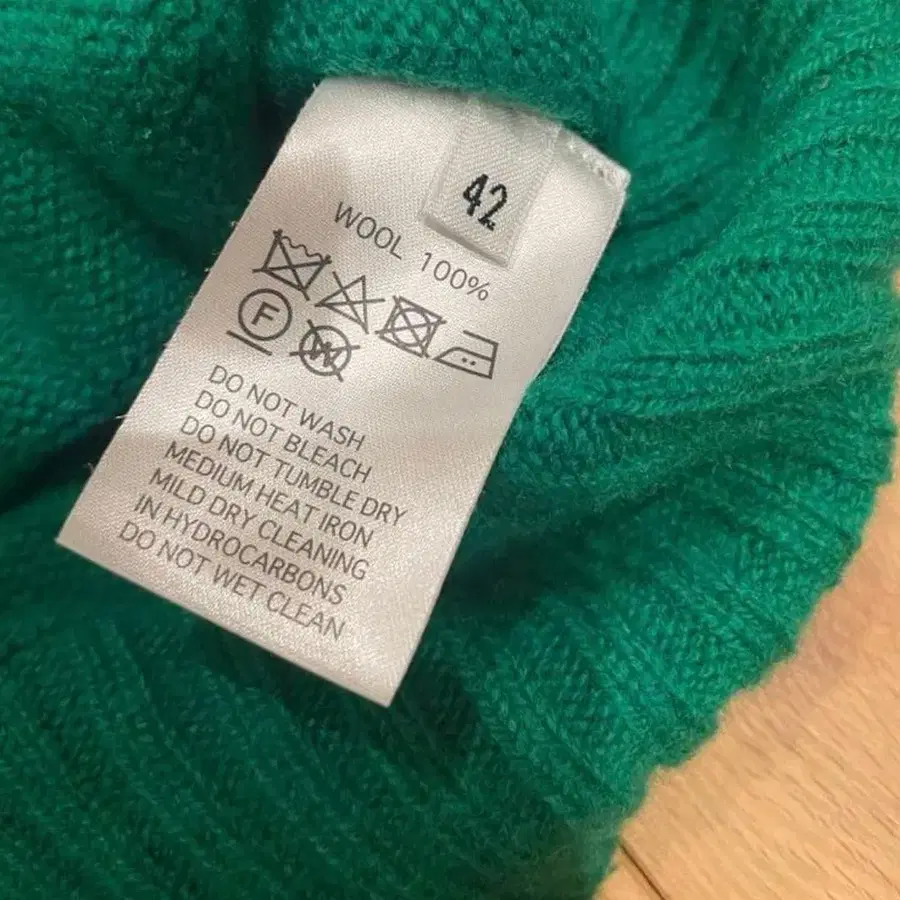 42
WOOL 100%
F
W
DO NOT WASH
DO NOT BLEACH
DO NOT TUMBLE DRY
MEDIUM HEAT IRON
MILD DRY CLEANING
IN HYDROCARBONS
DO NOT WET CLEAN